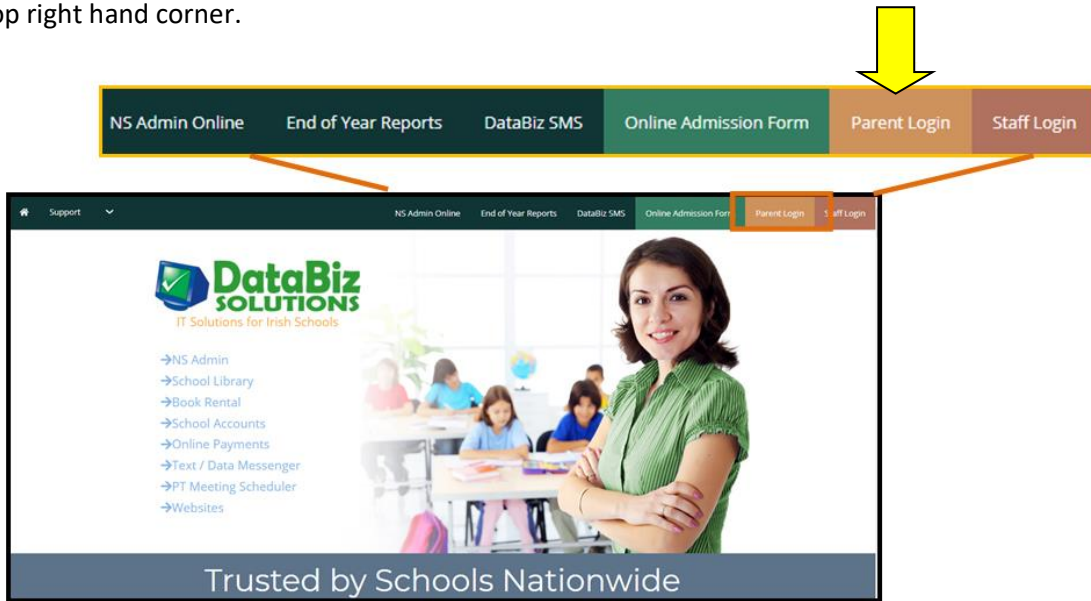 op right hand corner.
NS Admin Online End of Year Reports DataBiz SMS Online Admission Form Parent Login Staff Login
Support NS Admin Online End of Year Reports DataBiz SMS Online Admission Form Parent Login Staff Login
DataBiz
SOLUTIONS
IT Solutions for Irish Schools
→NS Admin
→School Library
→Book Rental
→School Accounts
→Online Payments
→Text / Data Messenger
→PT Meeting Scheduler
→Websites
Trusted by Schools Nationwide